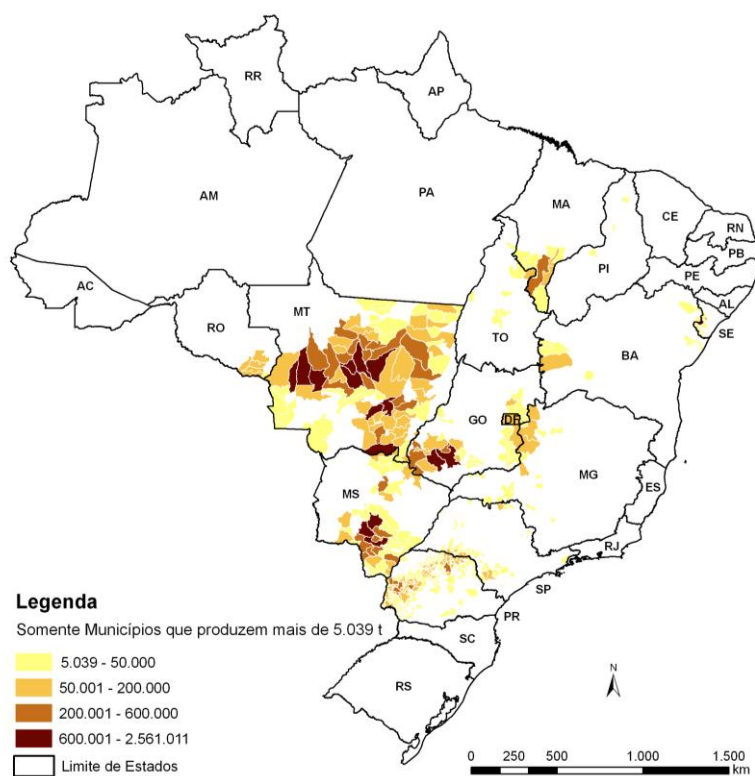 RR
AP
AM
PA
MA
CE
RN
PB
PI
PE
AC
AL
SE
RO
MT
TO
BA
GO
DF
MG
MS
ES
RJ
SP
PR
SC
RS
Legenda
Somente Municípios que produzem mais de 5.039 t
5.039 - 50.000
50.001 - 200.000
200.001 - 600.000
600.001 - 2.561.011
Limite de Estados
N
0 250 500 1.000 1.500
km